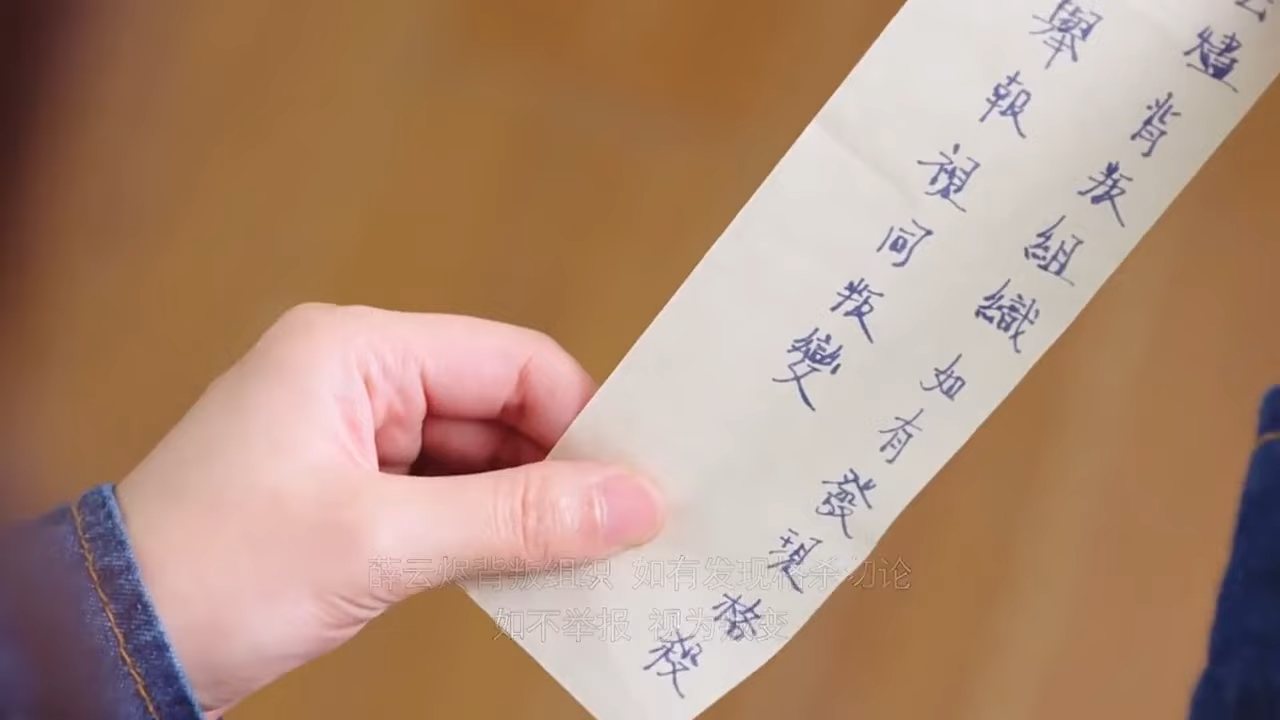 燼背叛組織如有發現格殺
舉報視同叛變
薛云烬背叛组织 如有发现格杀勿论
如不举报 视为叛变